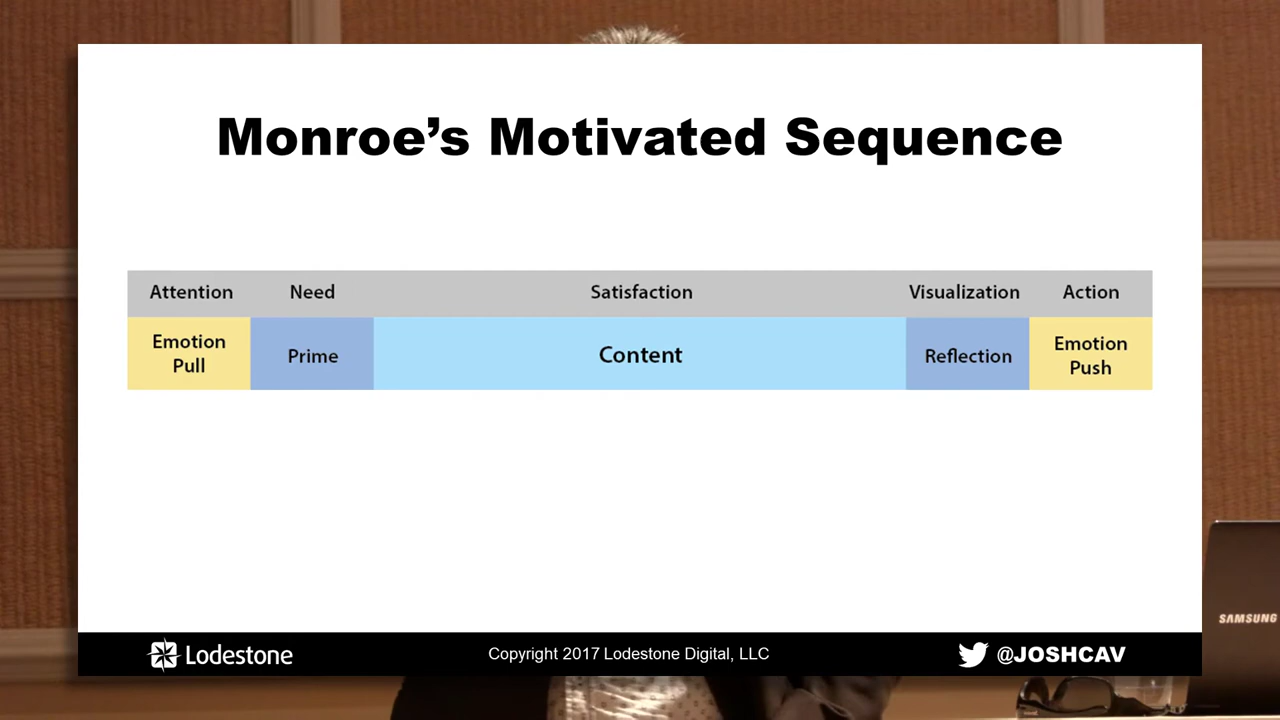 Monroe’s Motivated Sequence
Attention Need Satisfaction Visualization Action
Emotion Pull Prime Content Reflection Emotion Push
Lodestone Copyright 2017 Lodestone Digital, LLC @JOSHCAV
SAMSUNG